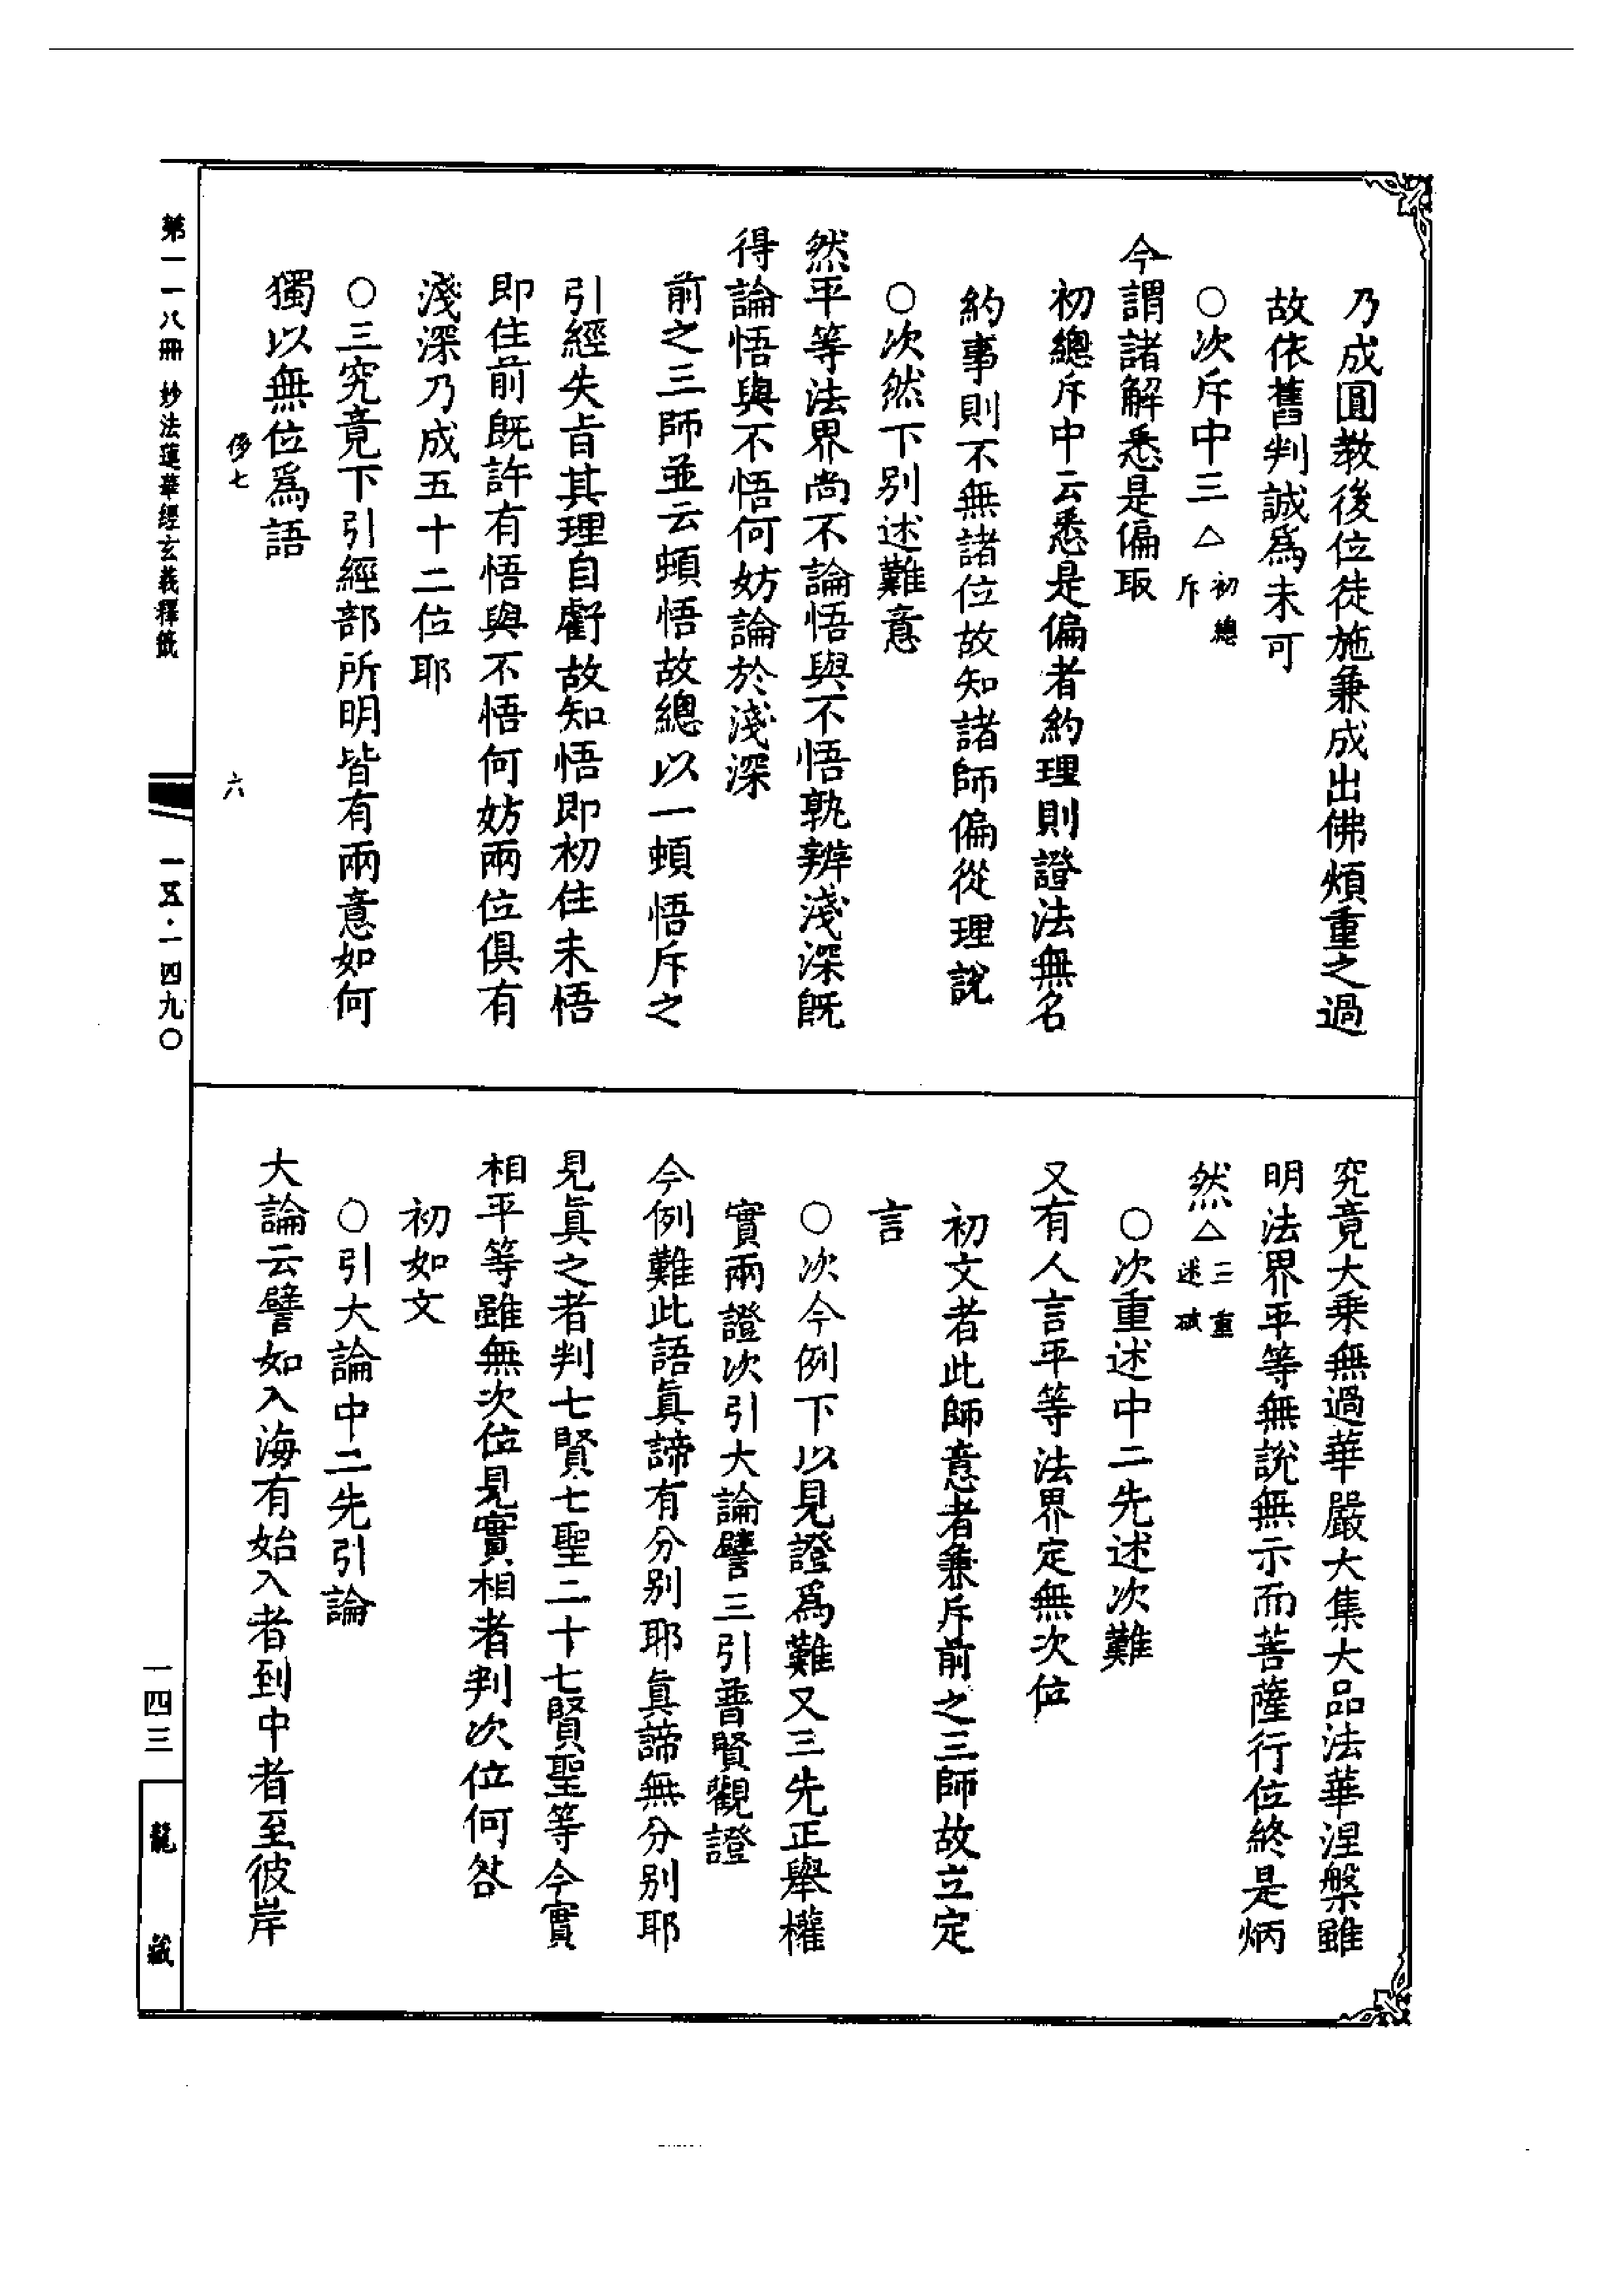 乃成圓教後位徒施兼成出佛煩重之過
故依舊判誠爲未可
○次斥中三△初總斥
今謂諸解悉是偏取
初總斥中云悉是偏者約理則證法無名
約事則不無諸位故知諸師偏從理說
○次然下別述難意
然平等法界尚不論悟與不悟孰辨淺深旣
得論悟與不悟何妨論於淺深
前之三師並云頓悟故總以一頓悟斥之
引經失旨其理自虧故知悟即初住未悟
即住前旣許有悟與不悟何妨兩位俱有
淺深乃成五十二位耶
○三究竟下引經部所明皆有兩意如何
獨以無位爲語
究竟大乘無過華嚴大集大品法華涅槃雖
明法界平等無說無示而菩薩行位終是炳
然△三重述破
○次重述中二先述次難
又有人言平等法界定無次位
初文者此師意者兼斥前之三師故立定
言
○次今例下以見證爲難又三先正舉權
實兩證次引大論譬三引普賢觀證
今例難此語眞諦有分別耶眞諦無分別耶
見眞之者判七賢七聖二十七賢聖等今實
相平等雖無次位見實相者判次位何咎
初如文
○引大論中二先引論
大論云譬如入海有始入者到中者至彼岸
第一一八冊 妙法蓮華經玄義釋籤
侈七
六
一五·一四九〇
一四三
龍藏